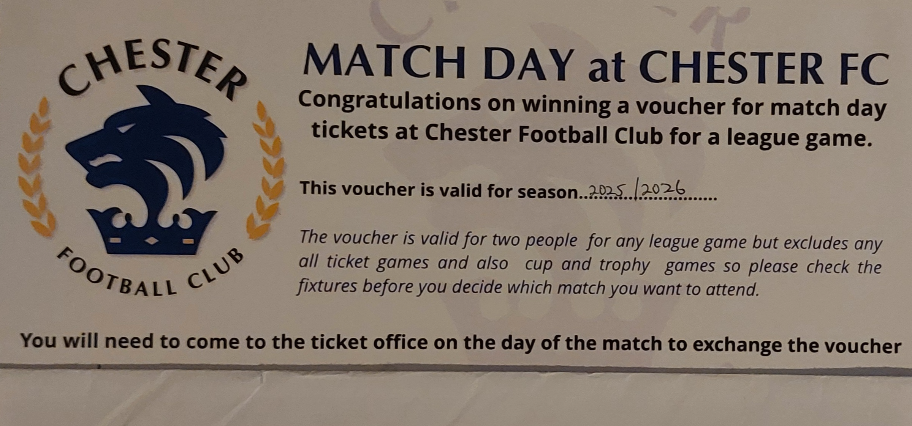 CHESTER
FOOTBALL CLUB
MATCH DAY at CHESTER FC
Congratulations on winning a voucher for match day
tickets at Chester Football Club for a league game.
This voucher is valid for season..2025/2026......
The voucher is valid for two people for any league game but excludes any
all ticket games and also cup and trophy games so please check the
fixtures before you decide which match you want to attend.
You will need to come to the ticket office on the day of the match to exchange the voucher